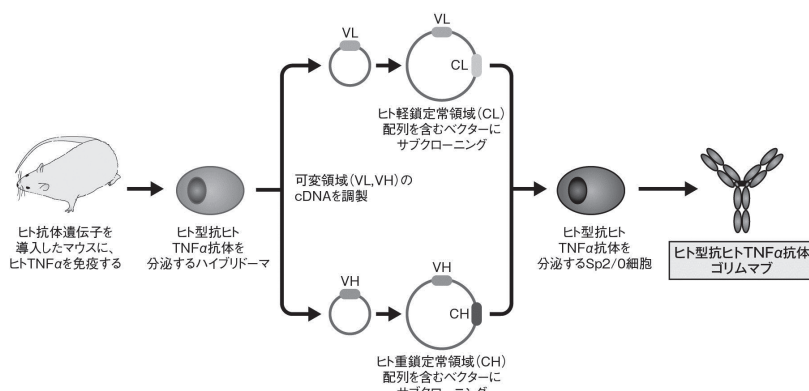 ヒト抗体遺伝子を
導入したマウスに、
ヒトTNFαを免疫する
ヒト型抗ヒト
TNFα抗体を
分泌するハイブリドーマ
可変領域(VL,VH)の
cDNAを調製
VL
VL
CL
ヒト軽鎖定常領域(CL)
配列を含むベクターに
サブクローニング
VH
VH
CH
ヒト重鎖定常領域(CH)
配列を含むベクターに
サブクローニング
ヒト型抗ヒト
TNFα抗体を
分泌するSp2/0細胞
ヒト型抗ヒトTNFα抗体
ゴリムマブ